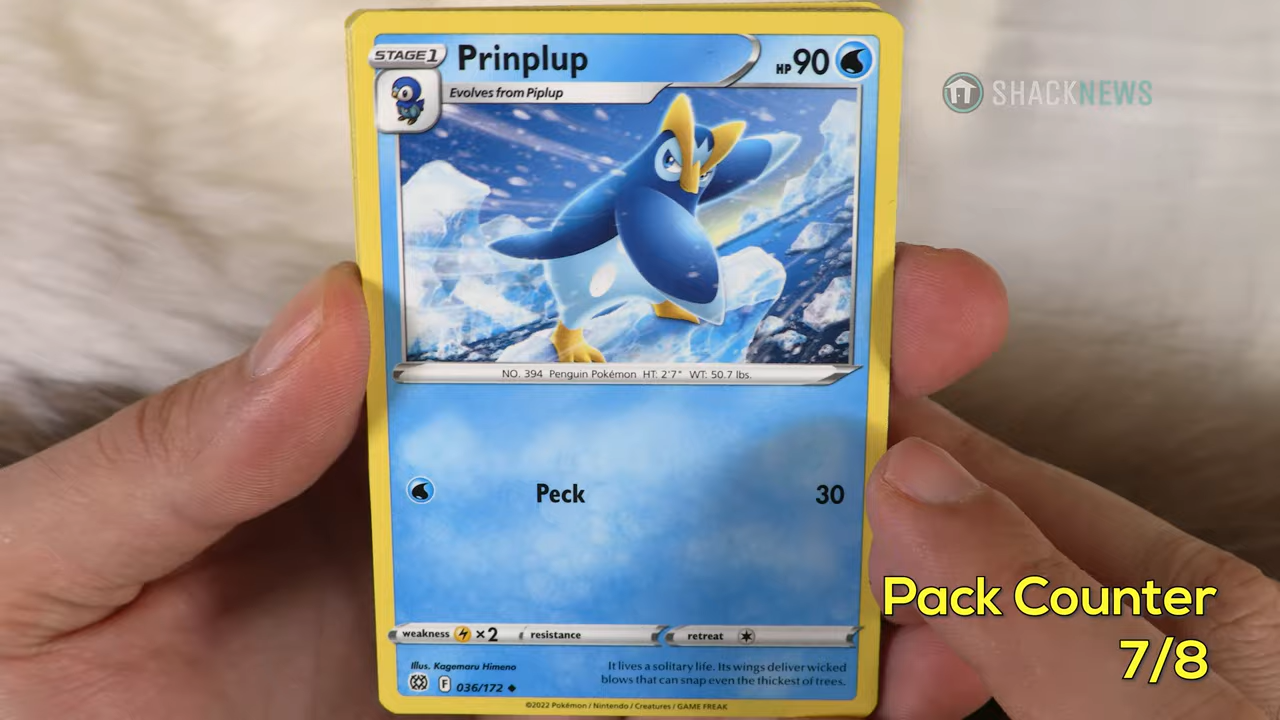 STAGE1
Prinplup
HP 90
Evolves from Piplup
SHACKNEWS
NO. 394 Penguin Pokémon HT: 2'7" WT: 50.7 lbs.
Peck 30
weakness ×2 resistance retreat
Illus. Kagemaru Himeno
It lives a solitary life. Its wings deliver wicked
blows that can snap even the thickest of trees.
F 036/172
©2022 Pokémon / Nintendo / Creatures / GAME FREAK
Pack Counter
7/8